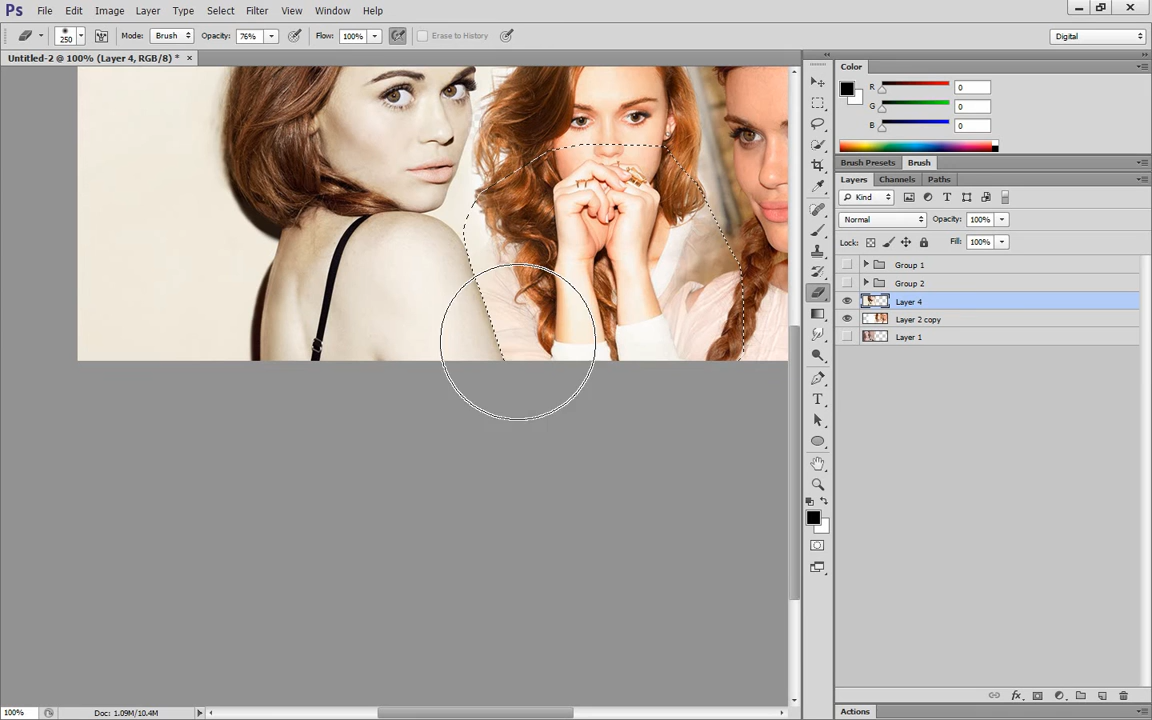 Ps File Edit Image Layer Type Select Filter View Window Help
250 Mode: Brush Opacity: 76% Flow: 100% Erase to History Digital
Untitled-2 @ 100% (Layer 4, RGB/8) * ×
Color
R 0
G 0
B 0
Brush Presets Brush
Layers Channels Paths
Kind
Normal Opacity: 100%
Lock: Fill: 100%
Group 1
Group 2
Layer 4
Layer 2 copy
Layer 1
fx
100% Doc: 1.09M/10.4M
Actions